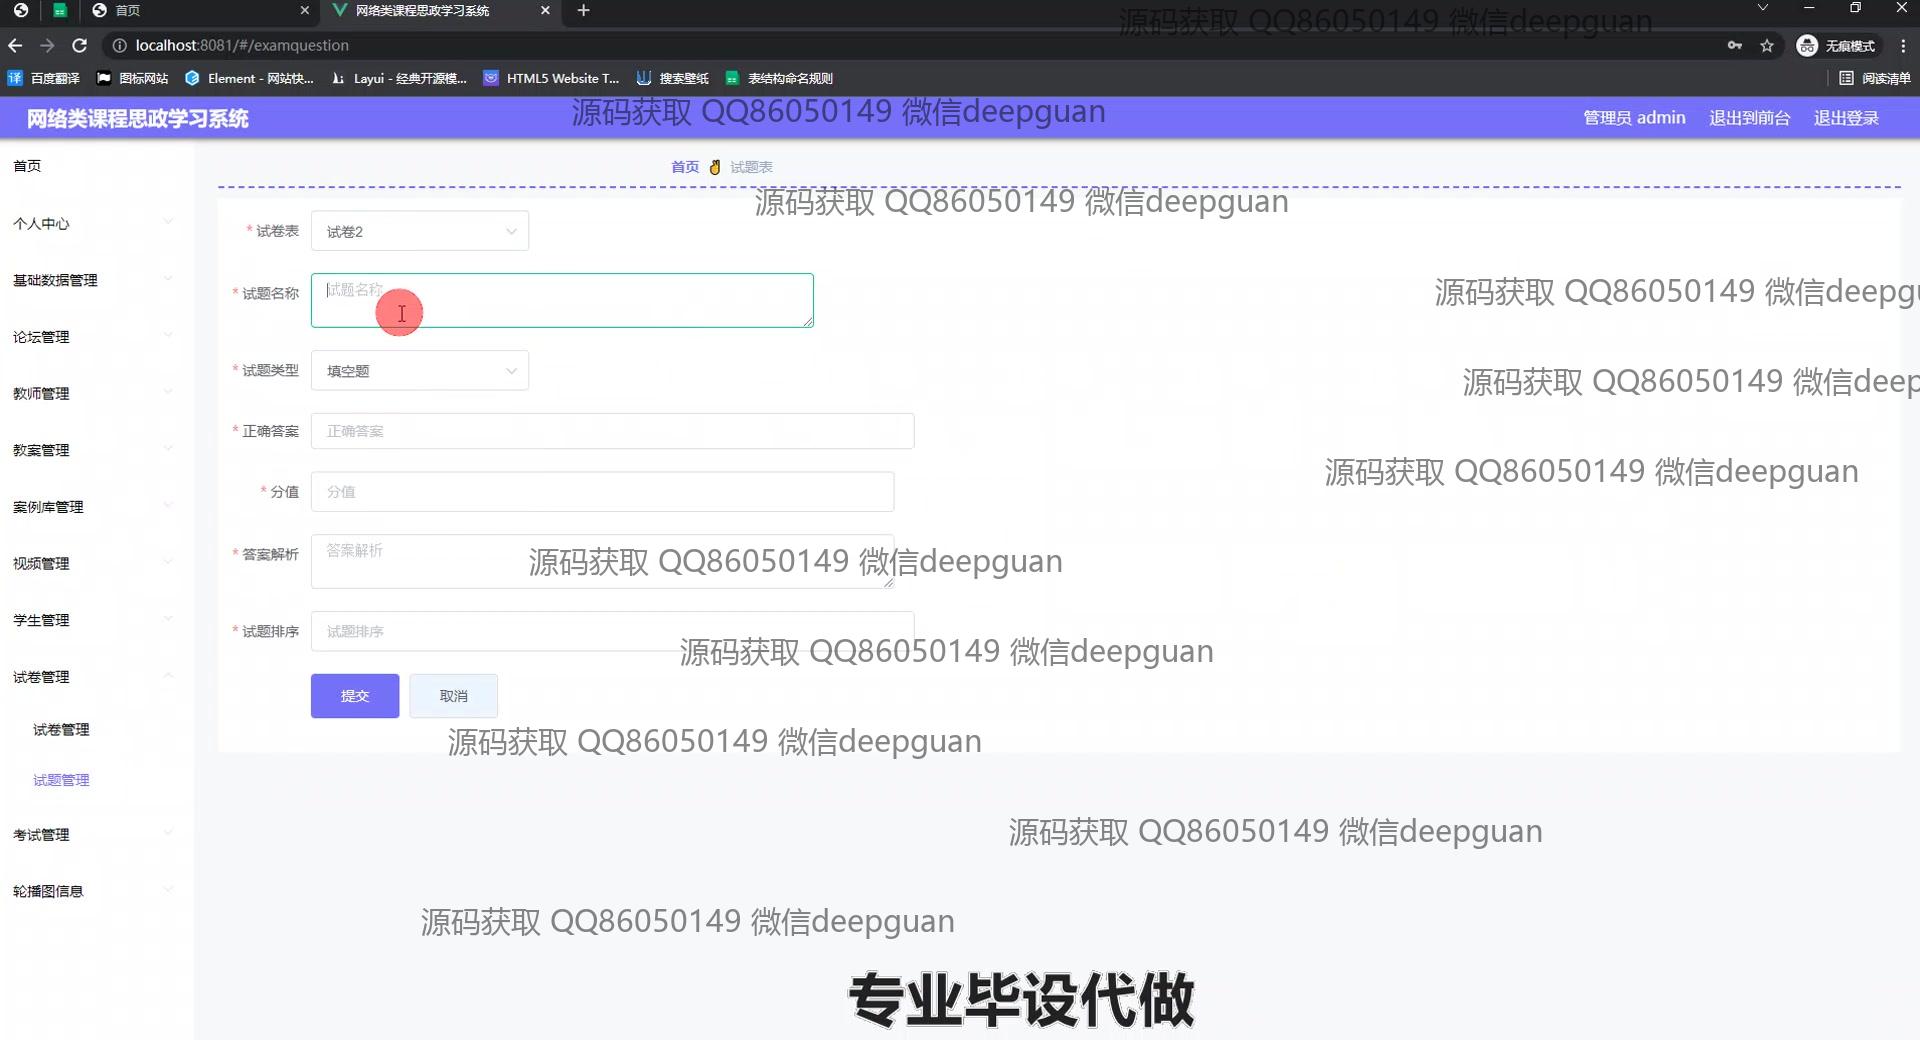 首页
网络类课程思政学习系统
localhost:8081/#/examquestion
无痕模式
百度翻译
图标网站
Element - 网站快...
Layui - 经典开源模...
HTML5 Website T...
搜索壁纸
表结构命名规则
阅读清单
源码获取 QQ86050149 微信deepguan
网络类课程思政学习系统
源码获取 QQ86050149 微信deepguan
管理员 admin
退出到前台
退出登录
首页
个人中心
基础数据管理
论坛管理
教师管理
教案管理
案例库管理
视频管理
学生管理
试卷管理
试卷管理
试题管理
考试管理
轮播图信息
首页 试题表
源码获取 QQ86050149 微信deepguan
* 试卷表 试卷2
* 试题名称 试题名称
源码获取 QQ86050149 微信deepgu
* 试题类型 填空题
源码获取 QQ86050149 微信deep
* 正确答案 正确答案
源码获取 QQ86050149 微信deepguan
* 分值 分值
* 答案解析 答案解析
源码获取 QQ86050149 微信deepguan
* 试题排序 试题排序
源码获取 QQ86050149 微信deepguan
提交 取消
源码获取 QQ86050149 微信deepguan
源码获取 QQ86050149 微信deepguan
源码获取 QQ86050149 微信deepguan
专业毕设代做